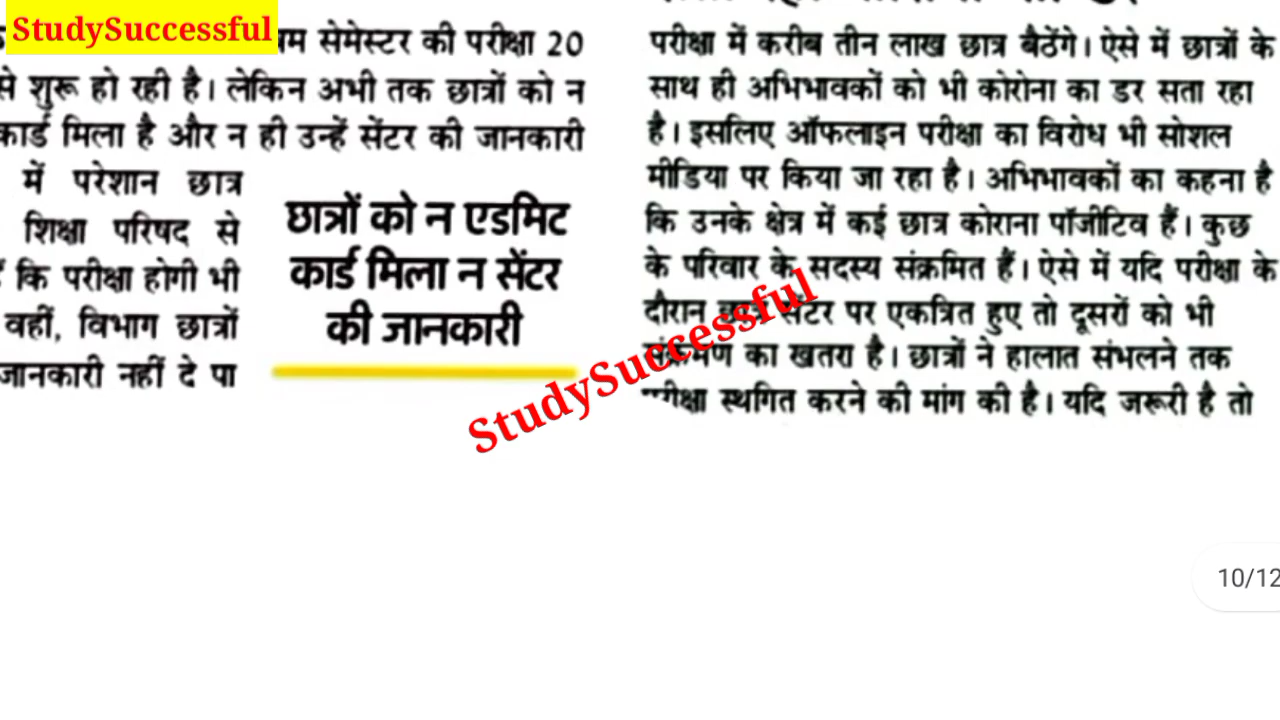 StudySuccessful
सेमेस्टर की परीक्षा 20
से शुरू हो रही है। लेकिन अभी तक छात्रों को न
कार्ड मिला है और न ही उन्हें सेंटर की जानकारी
में परेशान छात्र
शिक्षा परिषद से
कि परीक्षा होगी भी
वहीं, विभाग छात्रों
जानकारी नहीं दे पा
छात्रों को न एडमिट
कार्ड मिला न सेंटर
की जानकारी
परीक्षा में करीब तीन लाख छात्र बैठेंगे। ऐसे में छात्रों के
साथ ही अभिभावकों को भी कोरोना का डर सता रहा
है। इसलिए ऑफलाइन परीक्षा का विरोध भी सोशल
मीडिया पर किया जा रहा है। अभिभावकों का कहना है
कि उनके क्षेत्र में कई छात्र कोराना पॉजीटिव हैं। कुछ
के परिवार के सदस्य संक्रमित हैं। ऐसे में यदि परीक्षा के
दौरान छात्र सेंटर पर एकत्रित हुए तो दूसरों को भी
संक्रमण का खतरा है। छात्रों ने हालात संभलने तक
परीक्षा स्थगित करने की मांग की है। यदि जरूरी है तो
StudySuccessful
10/12